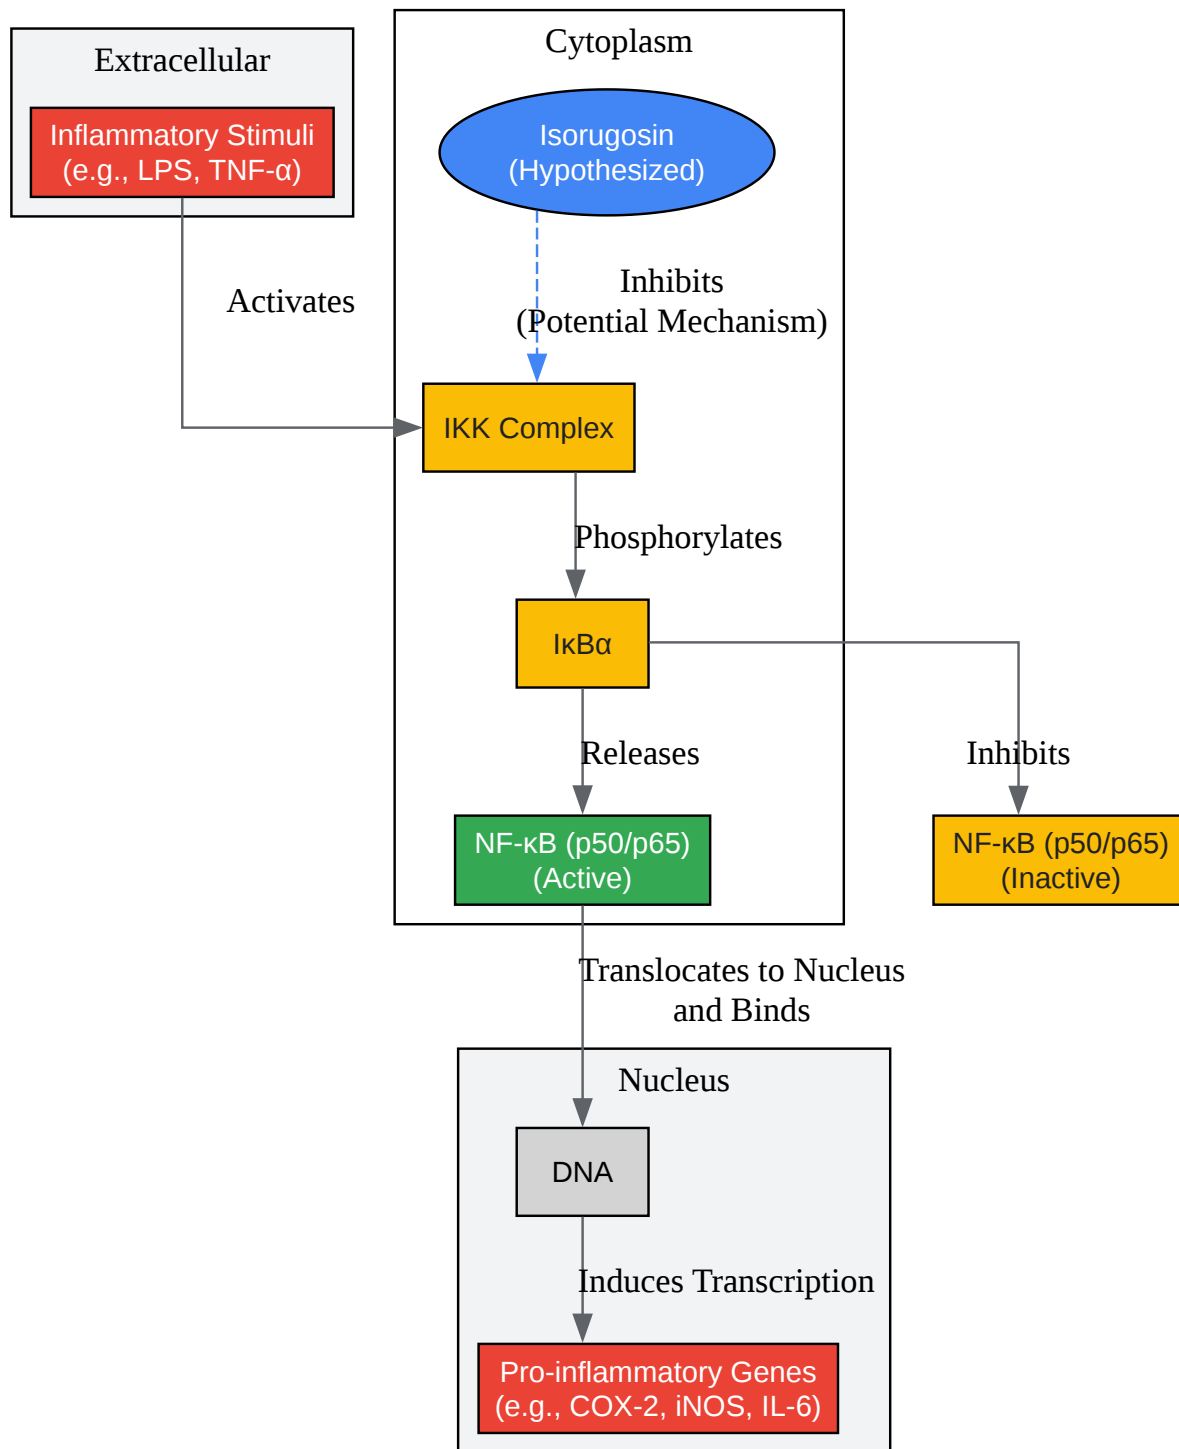 Extracellular
Inflammatory Stimuli
(e.g., LPS, TNF-α)
Activates
Cytoplasm
Isorugosin
(Hypothesized)
Inhibits
(Potential Mechanism)
IKK Complex
Phosphorylates
IκBα
Releases
Inhibits
NF-κB (p50/p65)
(Active)
NF-κB (p50/p65)
(Inactive)
Translocates to Nucleus
and Binds
Nucleus
DNA
Induces Transcription
Pro-inflammatory Genes
(e.g., COX-2, iNOS, IL-6)